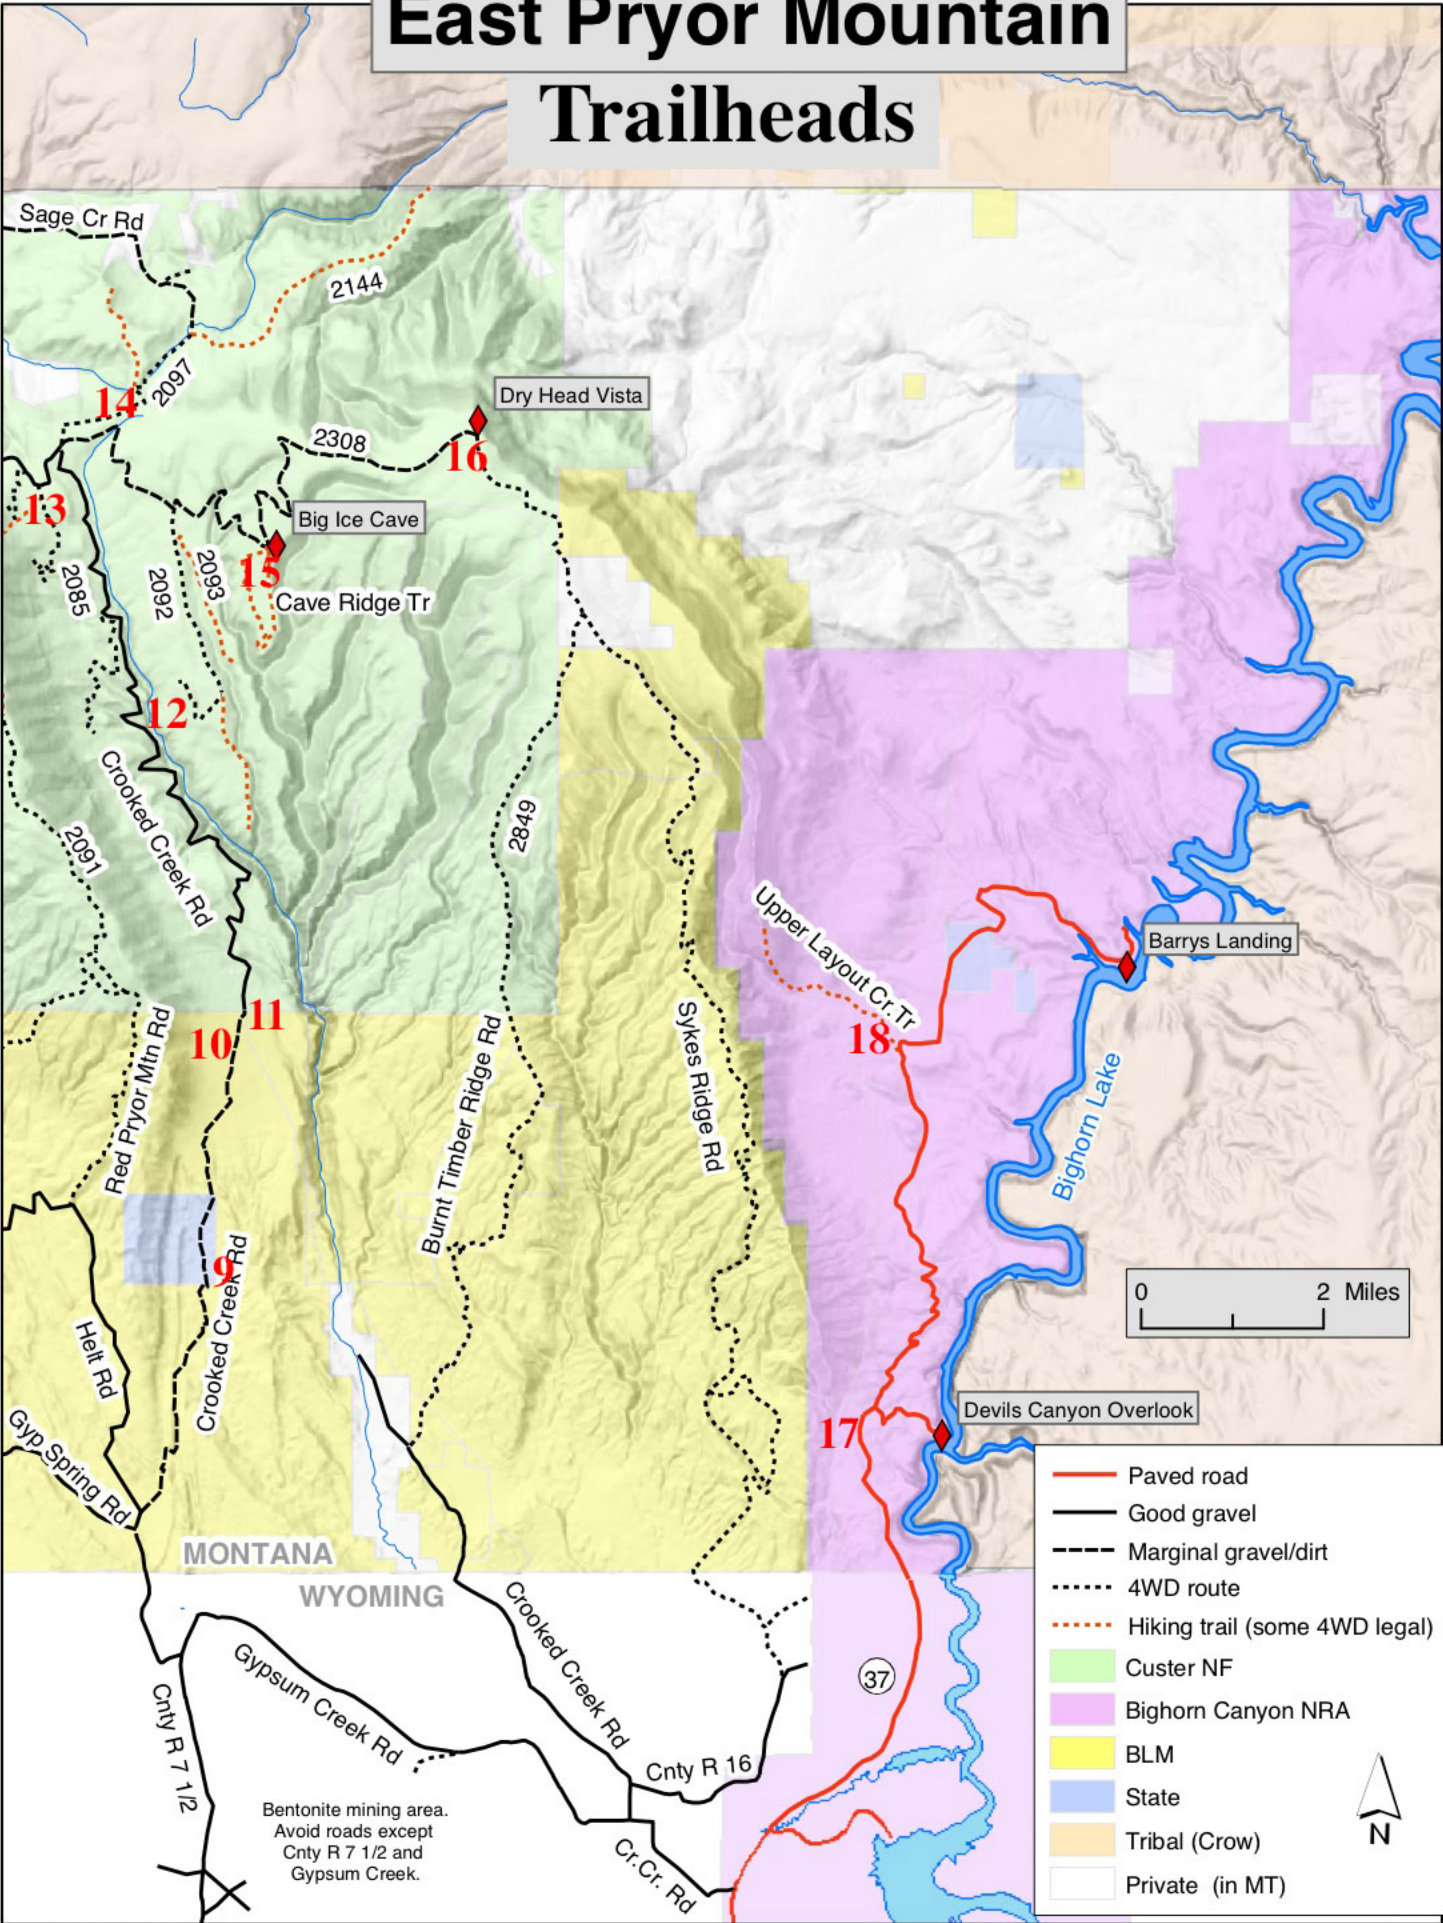 East Pryor Mountain
Trailheads
Sage Cr Rd
2144
2097
14
Dry Head Vista
2308
16
13
Big Ice Cave
15
2085
2092
2093
Cave Ridge Tr
12
Crooked Creek Rd
2091
2849
Upper Layout Cr.Tr
Barrys Landing
11
10
18
Red Pryor Mtn Rd
Burnt Timber Ridge Rd
Sykes Ridge Rd
Bighorn Lake
9
Crooked Creek Rd
0 2 Miles
Helt Rd
Gyp Spring Rd
17
Devils Canyon Overlook
MONTANA
WYOMING
Crooked Creek Rd
Gypsum Creek Rd
37
Cnty R 7 1/2
Cnty R 16
Cr.Cr. Rd
Bentonite mining area.
Avoid roads except
Cnty R 7 1/2 and
Gypsum Creek.
Paved road
Good gravel
Marginal gravel/dirt
4WD route
Hiking trail (some 4WD legal)
Custer NF
Bighorn Canyon NRA
BLM
State
Tribal (Crow)
Private (in MT)
N